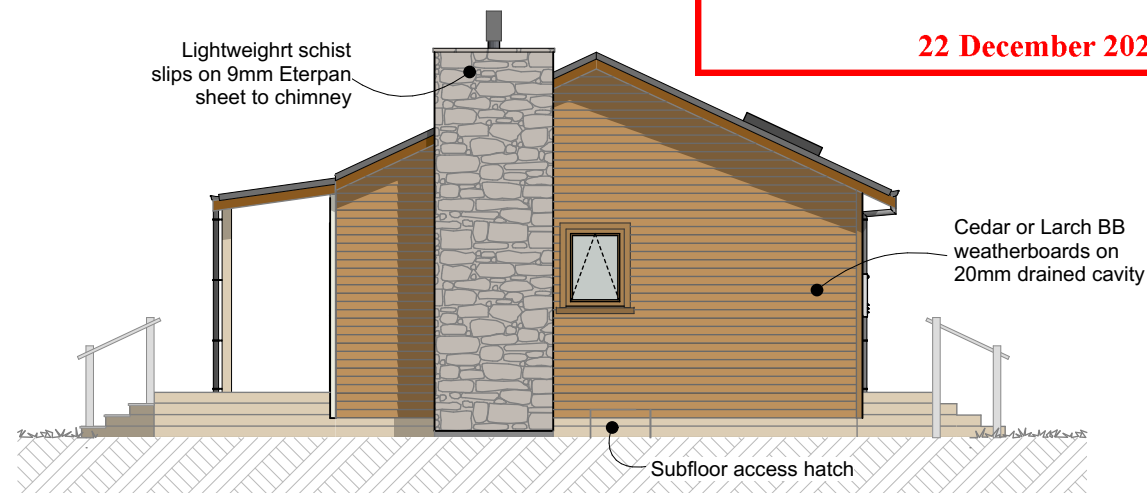 22 December 202
Lightweighrt schist
slips on 9mm Eterpan
sheet to chimney
Cedar or Larch BB
weatherboards on
20mm drained cavity
Subfloor access hatch